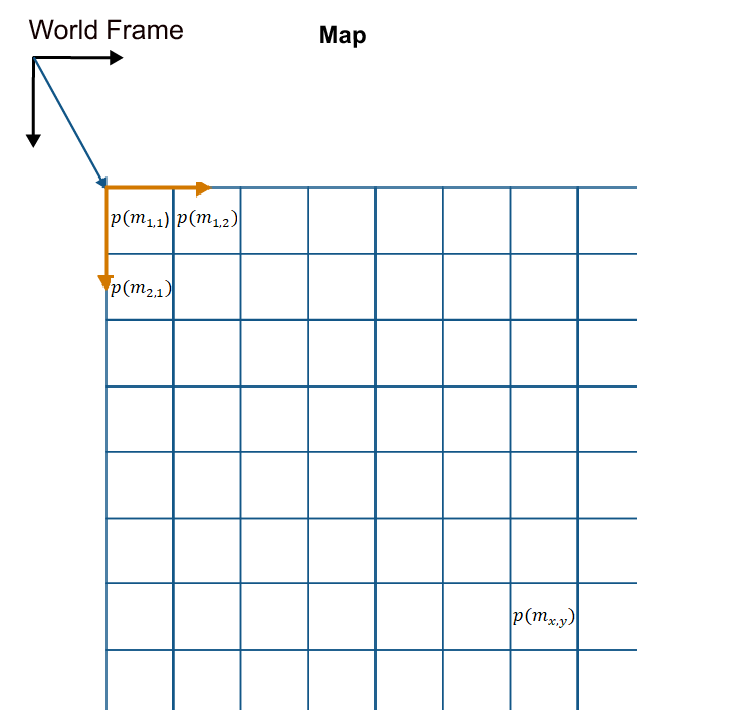 World Frame
Map
p(m₁,₁) p(m₁,₂)
p(m₂,₁)
p(mₓ,ᵧ)